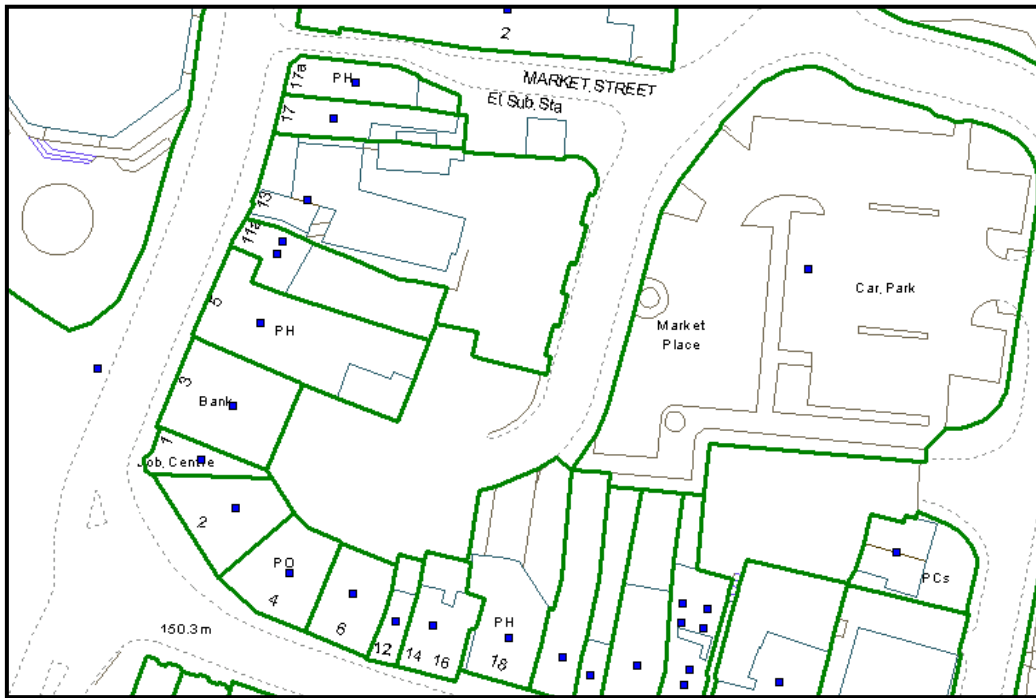 2
17a
PH
MARKET STREET
El Sub Sta
17
13
11a
5
PH
Car Park
Market
Place
3
Bank
1
Job Centre
2
PO
4
6
PCs
150.3m
12
14
16
PH
18